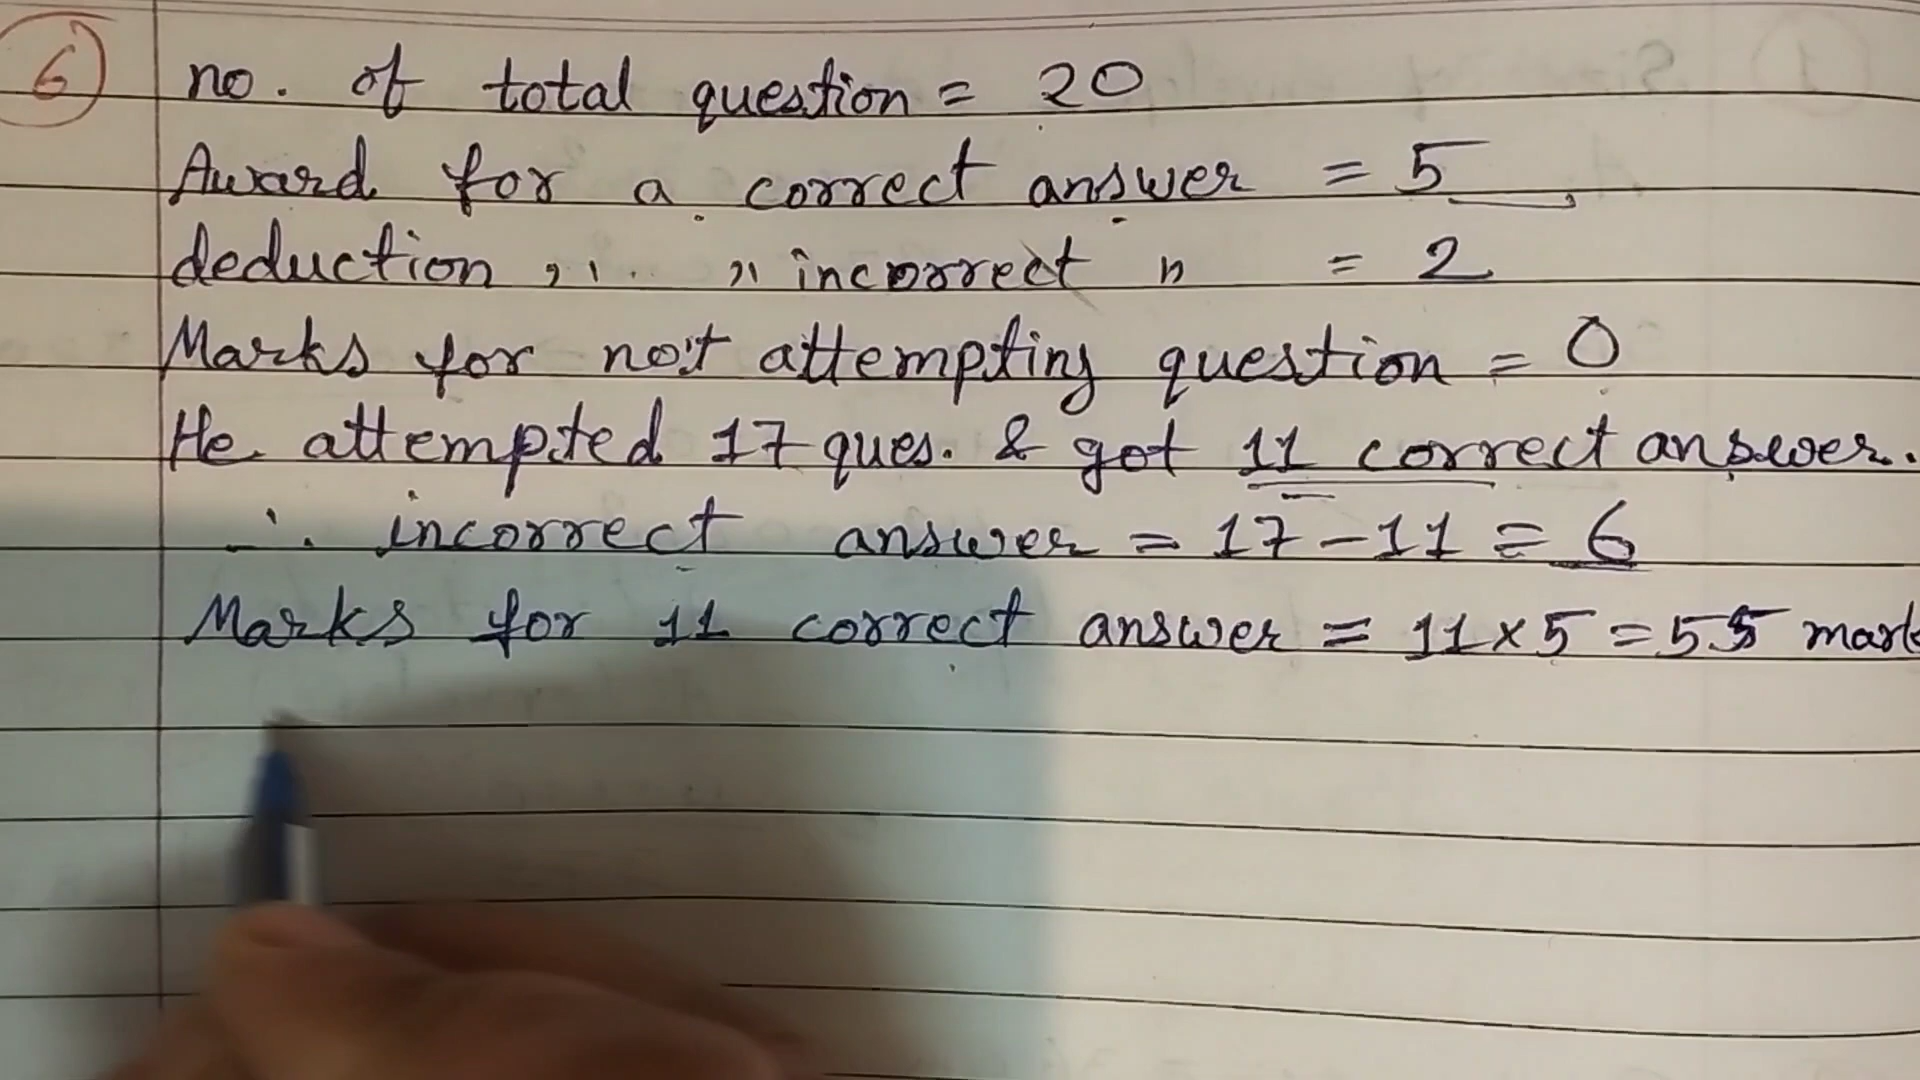 6 no. of total question = 20
Award for a correct answer = 5
deduction ,, ,, incorrect " = 2
Marks for not attempting question = 0
He attempted 17 ques. & got 11 correct answer.
∴ incorrect answer = 17 - 11 = 6
Marks for 11 correct answer = 11 × 5 = 55 mark